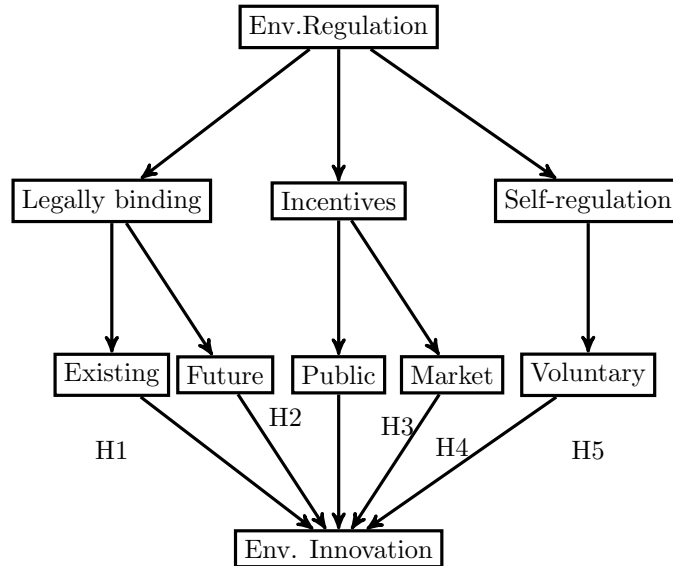 Env.Regulation
Legally binding
Incentives
Self-regulation
Existing
Future
Public
Market
Voluntary
H1
H2
H3
H4
H5
Env. Innovation